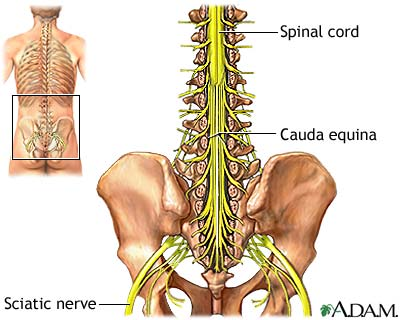 Spinal cord
Cauda equina
Sciatic nerve
A.D.A.M.